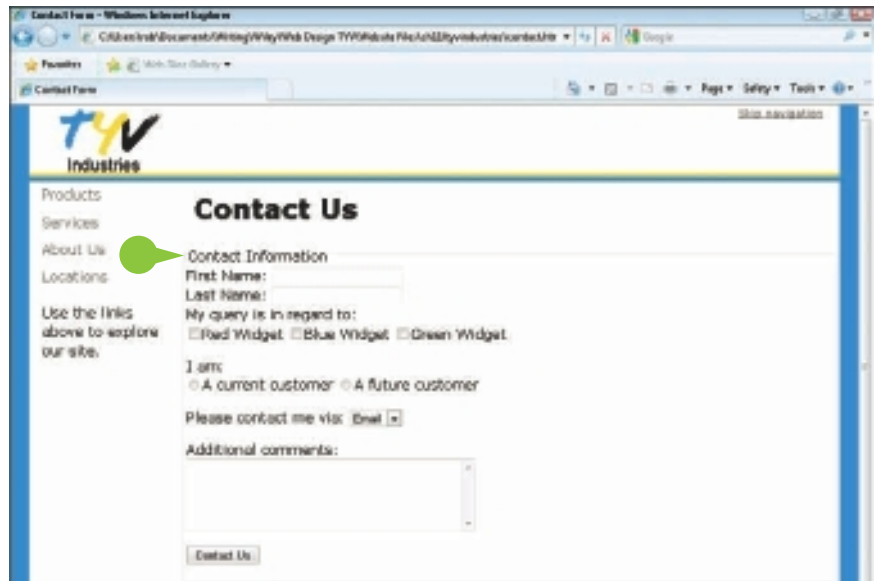 Contact Form - Windows Internet Explorer
Google
Favorites Web Slice Gallery
Contact Form
Page Safety Tools
Skip navigation
TYV
Industries
Products
Services
About Us
Locations
Use the links
above to explore
our site.
Contact Us
Contact Information
First Name:
Last Name:
My query is in regard to:
Red Widget Blue Widget Green Widget
I am:
A current customer A future customer
Please contact me via: Email
Additional comments:
Contact Us